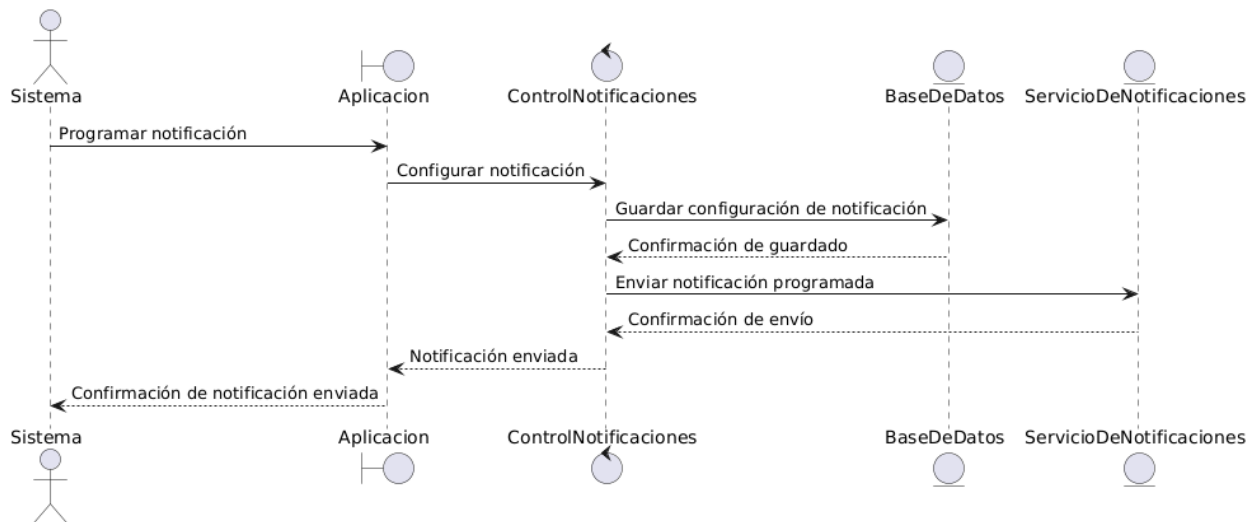 Sistema
Aplicacion
ControlNotificaciones
BaseDeDatos
ServicioDeNotificaciones
Programar notificación
Configurar notificación
Guardar configuración de notificación
Confirmación de guardado
Enviar notificación programada
Confirmación de envío
Notificación enviada
Confirmación de notificación enviada
Sistema
Aplicacion
ControlNotificaciones
BaseDeDatos
ServicioDeNotificaciones